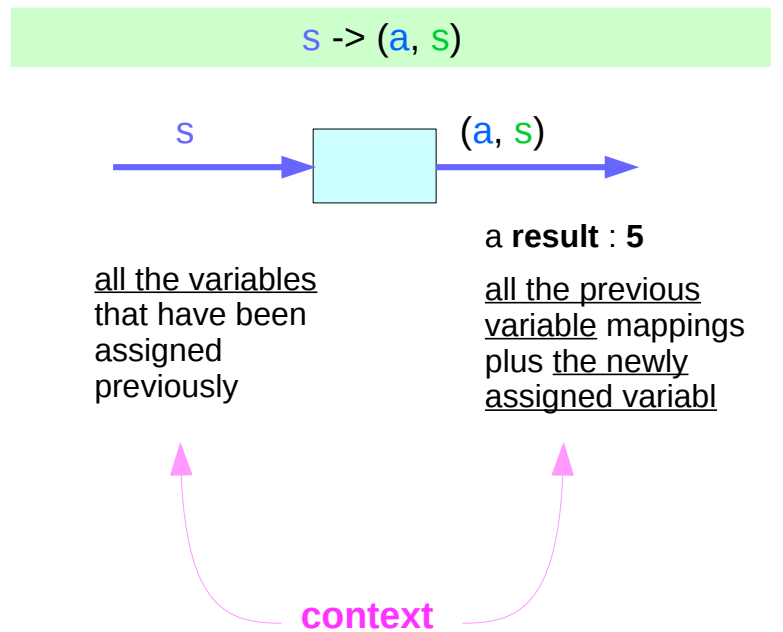 s -> (a, s)
s
(a, s)
a result : 5
all the variables
that have been
assigned
previously
all the previous
variable mappings
plus the newly
assigned variabl
context